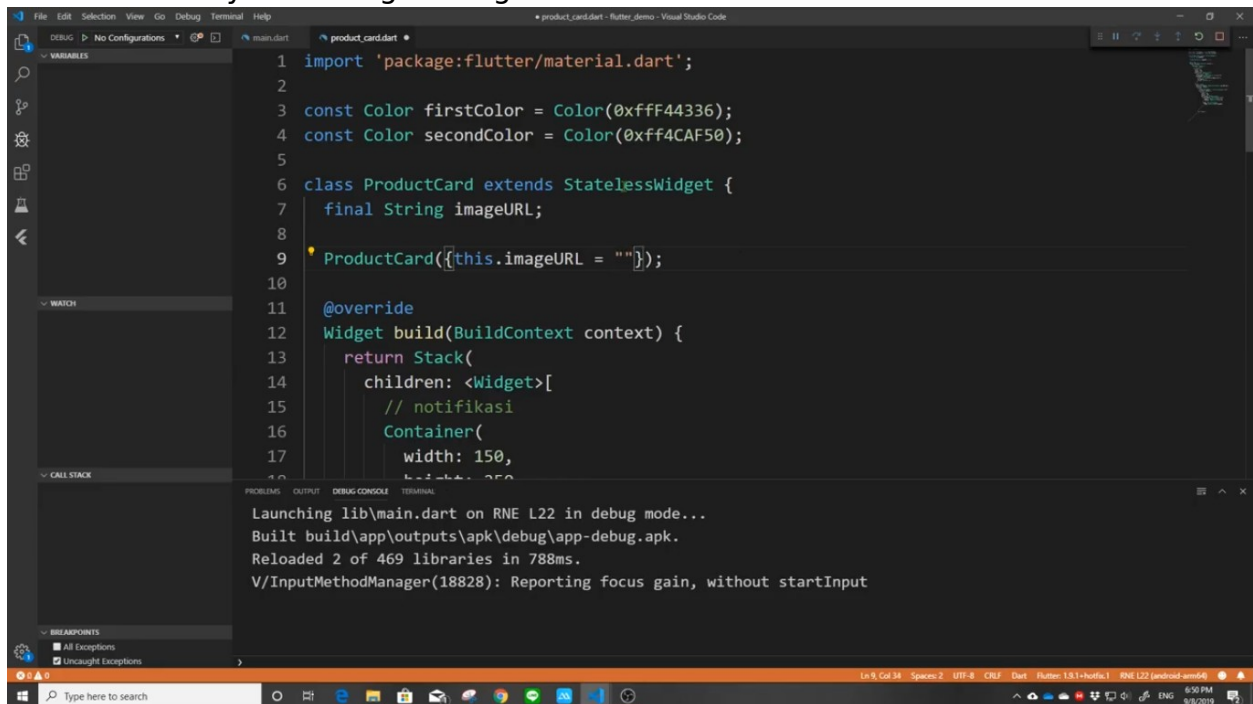 File Edit Selection View Go Debug Terminal Help
● product_card.dart - flutter_demo - Visual Studio Code
DEBUG No Configurations
main.dart product_card.dart ●
VARIABLES
1 import 'package:flutter/material.dart';
2
3 const Color firstColor = Color(0xffF44336);
4 const Color secondColor = Color(0xff4CAF50);
5
6 class ProductCard extends StatelessWidget {
7 final String imageURL;
8
9 ProductCard({this.imageURL = ""});
10
11 @override
12 Widget build(BuildContext context) {
13 return Stack(
14 children: <Widget>[
15 // notifikasi
16 Container(
17 width: 150,
WATCH
CALL STACK
PROBLEMS OUTPUT DEBUG CONSOLE TERMINAL
Launching lib\main.dart on RNE L22 in debug mode...
Built build\app\outputs\apk\debug\app-debug.apk.
Reloaded 2 of 469 libraries in 788ms.
V/InputMethodManager(18828): Reporting focus gain, without startInput
BREAKPOINTS
All Exceptions
Uncaught Exceptions
0 0 Ln 9, Col 34 Spaces: 2 UTF-8 CRLF Dart Flutter: 1.9.1+hotfix.1 RNE L22 (android-arm64)
Type here to search
ENG 6:50 PM
9/8/2019